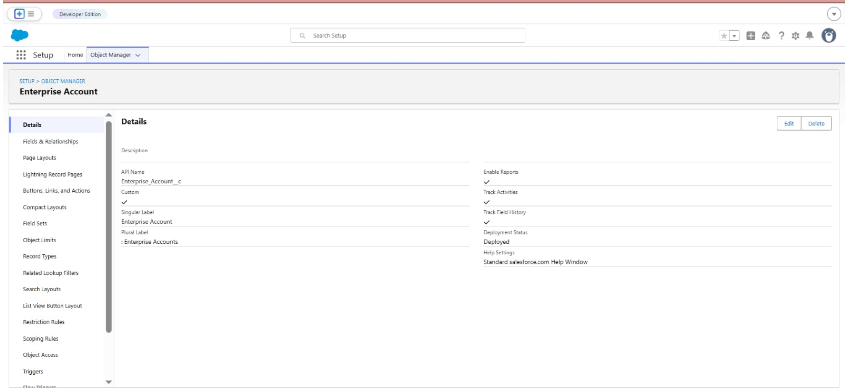 Developer Edition
Search Setup
Setup Home Object Manager
SETUP > OBJECT MANAGER
Enterprise Account
Details
Fields & Relationships
Page Layouts
Lightning Record Pages
Buttons, Links, and Actions
Compact Layouts
Field Sets
Object Limits
Record Types
Related Lookup Filters
Search Layouts
List View Button Layout
Restriction Rules
Scoping Rules
Object Access
Triggers
Flow Triggers
Details
Edit Delete
Description
API Name
Enterprise_Account__c
Custom
Singular Label
Enterprise Account
Plural Label
: Enterprise Accounts
Enable Reports
Track Activities
Track Field History
Deployment Status
Deployed
Help Settings
Standard salesforce.com Help Window